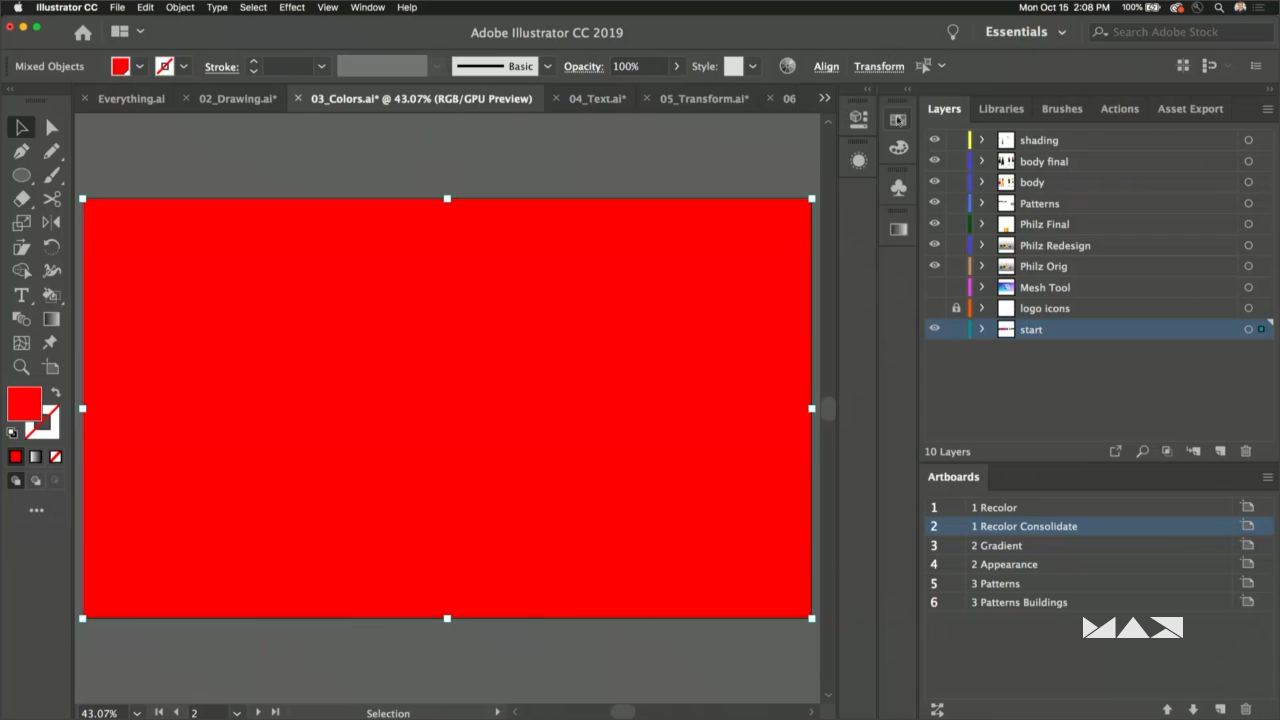 Illustrator CC File Edit Object Type Select Effect View Window Help Mon Oct 15 2:08 PM 100%
Adobe Illustrator CC 2019 Essentials Search Adobe Stock
Mixed Objects Stroke: Basic Opacity: 100% Style: Align Transform
Everything.ai 02_Drawing.ai* 03_Colors.ai* @ 43.07% (RGB/GPU Preview) 04_Text.ai* 05_Transform.ai* 06
Layers Libraries Brushes Actions Asset Export
shading
body final
body
Patterns
Philz Final
Philz Redesign
Philz Orig
Mesh Tool
logo icons
start
10 Layers
Artboards
1 1 Recolor
2 1 Recolor Consolidate
3 2 Gradient
4 2 Appearance
5 3 Patterns
6 3 Patterns Buildings
MAX
43.07% 2 Selection